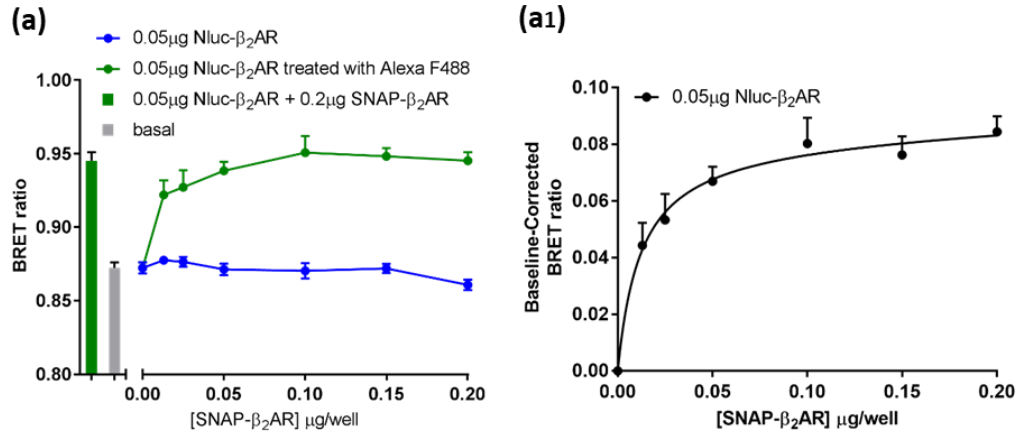 (a)
0.05μg Nluc-β₂AR
0.05μg Nluc-β₂AR treated with Alexa F488
0.05μg Nluc-β₂AR + 0.2μg SNAP-β₂AR
basal
BRET ratio
1.00
0.95
0.90
0.85
0.80
0.00 0.05 0.10 0.15 0.20
[SNAP-β₂AR] μg/well
(a1)
0.05μg Nluc-β₂AR
Baseline-Corrected
BRET ratio
0.10
0.08
0.06
0.04
0.02
0.00
0.00 0.05 0.10 0.15 0.20
[SNAP-β₂AR] μg/well